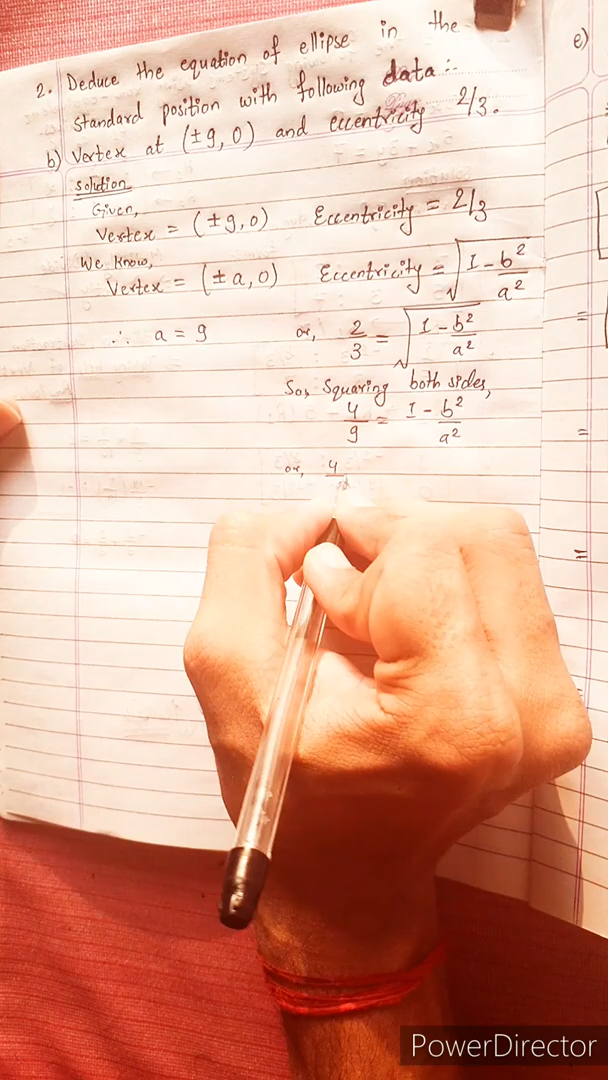 2. Deduce the equation of ellipse in the
standard position with following data :-
b) Vertex at (±9, 0) and eccentricity 2/3.
Solution
Given,
Vertex = (±9, 0) Eccentricity = 2/3
We know,
Vertex = (±a, 0) Eccentricity = √(1 - b²/a²)
∴ a = 9 or, 2/3 = √(1 - b²/a²)
So, Squaring both sides,
4/9 = 1 - b²/a²
or, 4
e)
=
=
=
PowerDirector